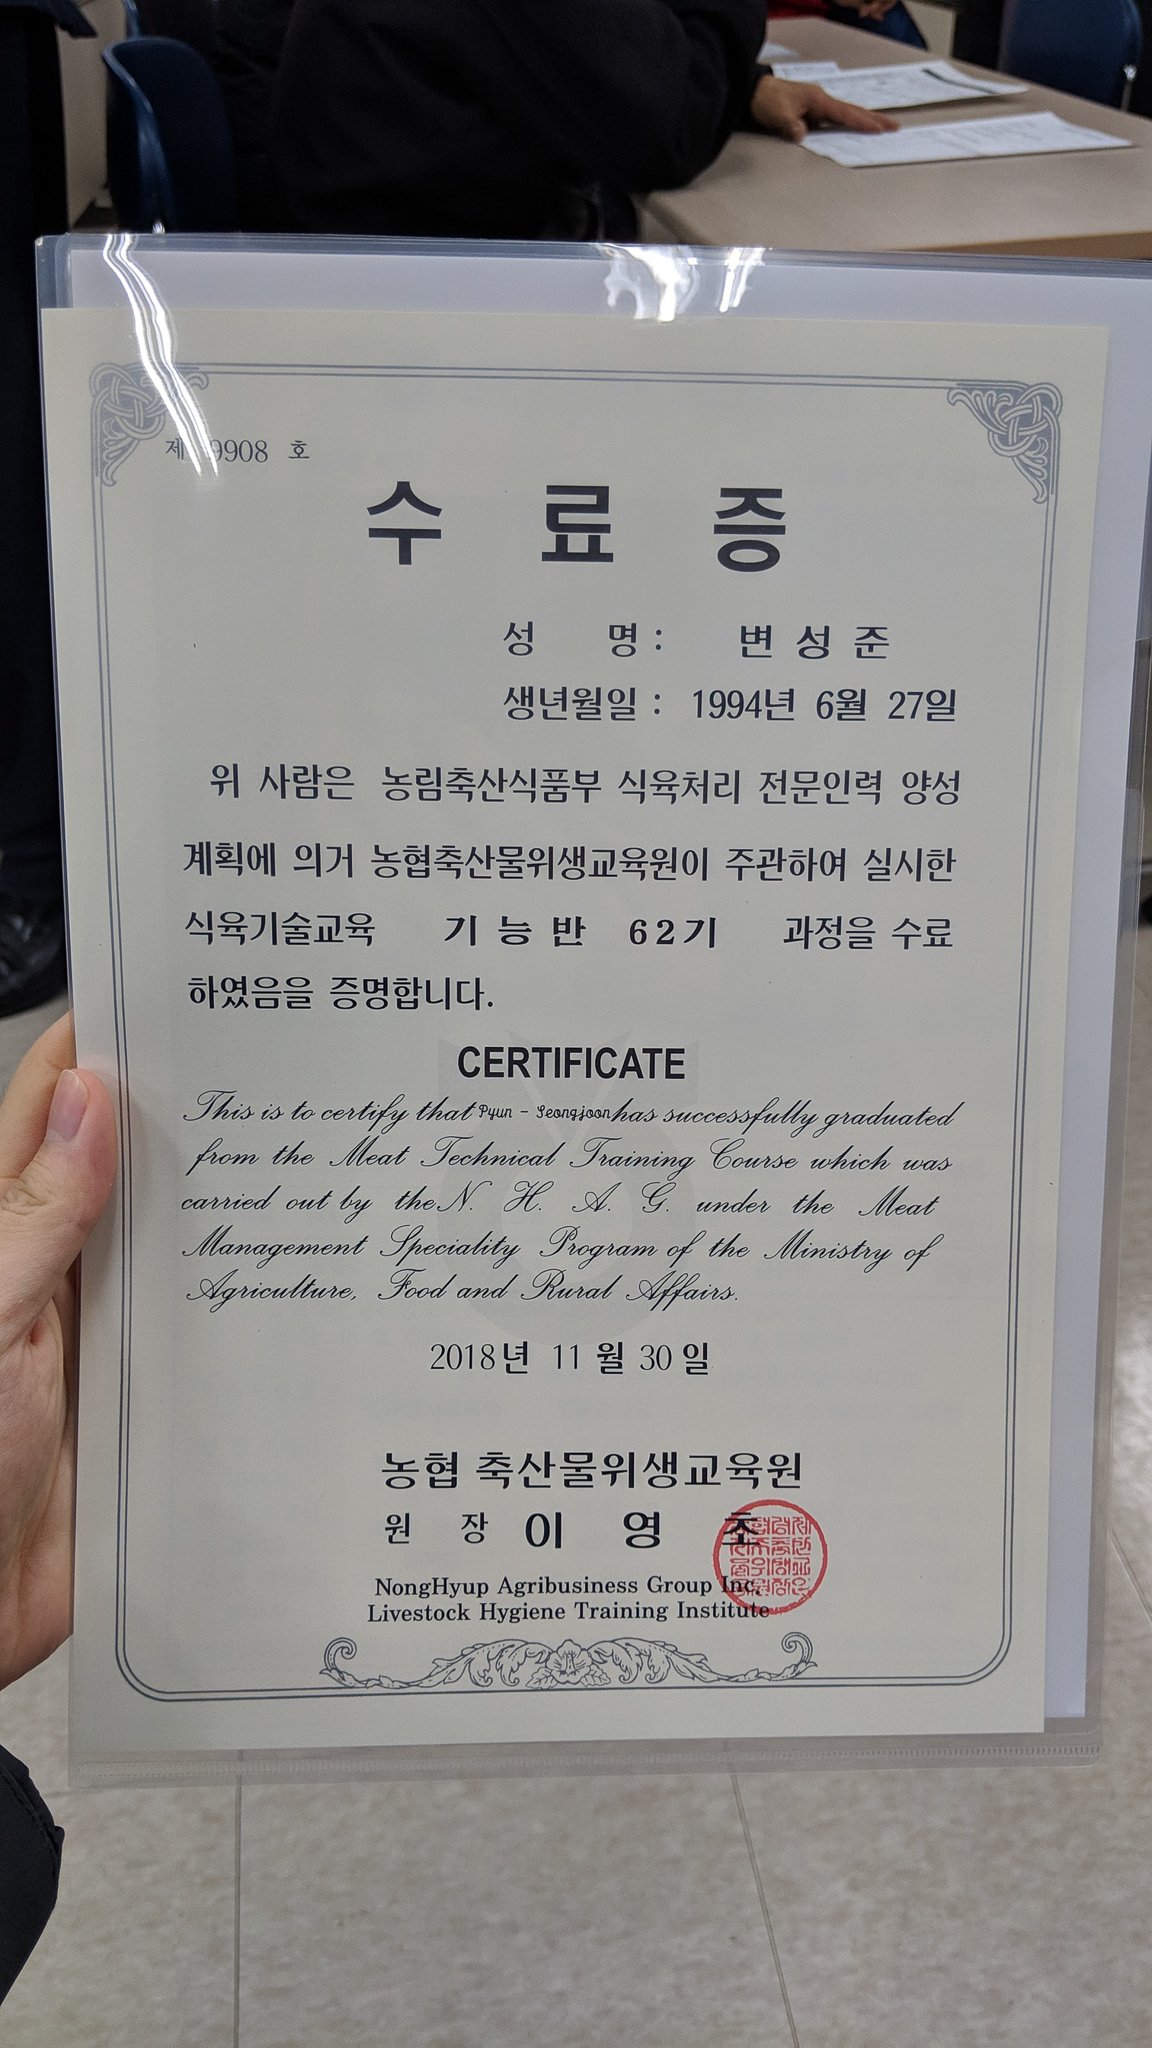 제 9908 호
수 료 증
성 명 : 변 성 준
생년월일 : 1994년 6월 27일
위 사람은 농림축산식품부 식육처리 전문인력 양성
계획에 의거 농협축산물위생교육원이 주관하여 실시한
식육기술교육 기 능 반 62기 과정을 수료
하였음을 증명합니다.
CERTIFICATE
This is to certify that Pyun - Seongjoon has successfully graduated
from the Meat Technical Training Course which was
carried out by the N. H. A. G. under the Meat
Management Speciality Program of the Ministry of
Agriculture, Food and Rural Affairs.
2018년 11 월 30 일
농협 축산물위생교육원
원 장 이 영 초
NongHyup Agribusiness Group Inc.
Livestock Hygiene Training Institute